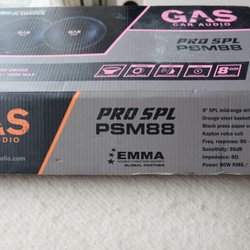 GAS
CAR AUDIO
PRO SPL
PSM88
8"
AS
AUDIO
PRO SPL
PSM88
EMMA
GLOBAL PARTNER
8" SPL midrange dri
Orange steel basket
Black press paper
Kapton voice coil
Freq. response: 90
Sensitivity: 95dB
Impedance: 8Ω
Power: 80W RMS /
o.com